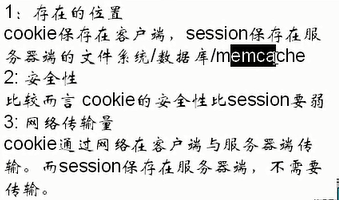 1：存在的位置
cookie保存在客户端，session保存在服
务器端的文件系统/数据库/memcache
2: 安全性
比较而言 cookie的安全性比session要弱
3: 网络传输量
cookie通过网络在客户端与服务器端传
输。而session保存在服务器端，不需要
传输。